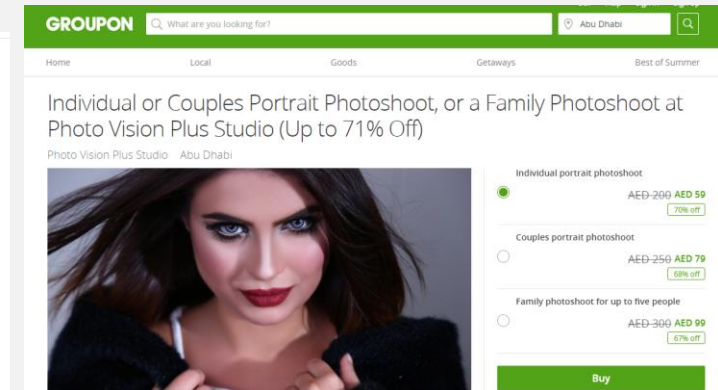 GROUPON
What are you looking for?
Abu Dhabi
Home Local Goods Getaways Best of Summer
Individual or Couples Portrait Photoshoot, or a Family Photoshoot at
Photo Vision Plus Studio (Up to 71% Off)
Photo Vision Plus Studio Abu Dhabi
Individual portrait photoshoot
AED 200 AED 59
70% off
Couples portrait photoshoot
AED 250 AED 79
68% off
Family photoshoot for up to five people
AED 300 AED 99
67% off
Buy